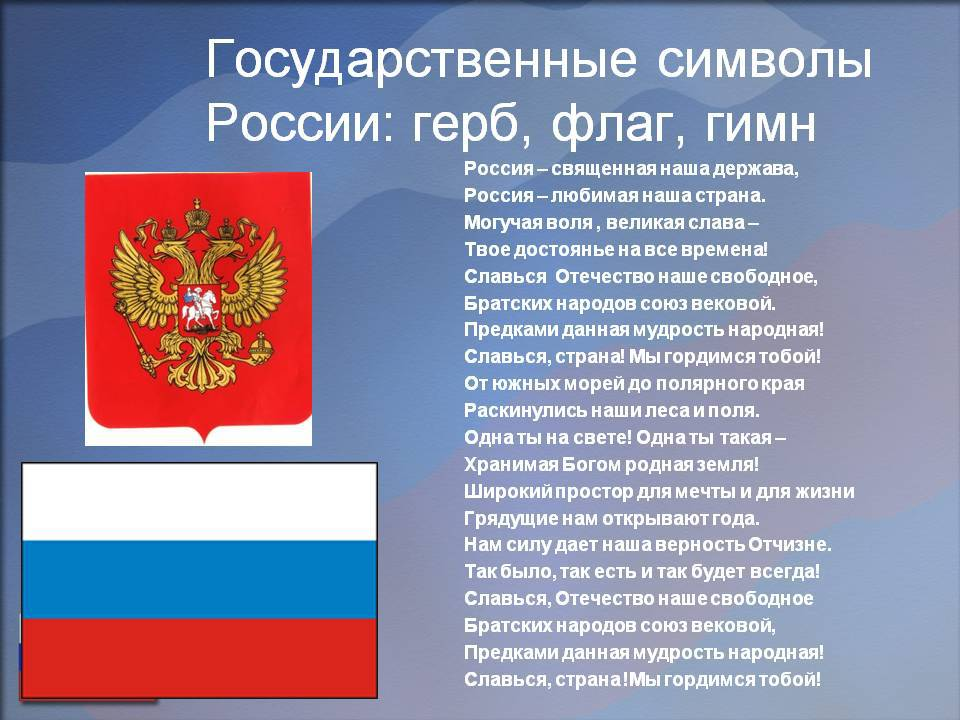 Государственные символы
России: герб, флаг, гимн
Россия – священная наша держава,
Россия – любимая наша страна.
Могучая воля , великая слава –
Твое достоянье на все времена!
Славься Отечество наше свободное,
Братских народов союз вековой.
Предками данная мудрость народная!
Славься, страна! Мы гордимся тобой!
От южных морей до полярного края
Раскинулись наши леса и поля.
Одна ты на свете! Одна ты такая –
Хранимая Богом родная земля!
Широкий простор для мечты и для жизни
Грядущие нам открывают года.
Нам силу дает наша верность Отчизне.
Так было, так есть и так будет всегда!
Славься, Отечество наше свободное
Братских народов союз вековой,
Предками данная мудрость народная!
Славься, страна !Мы гордимся тобой!